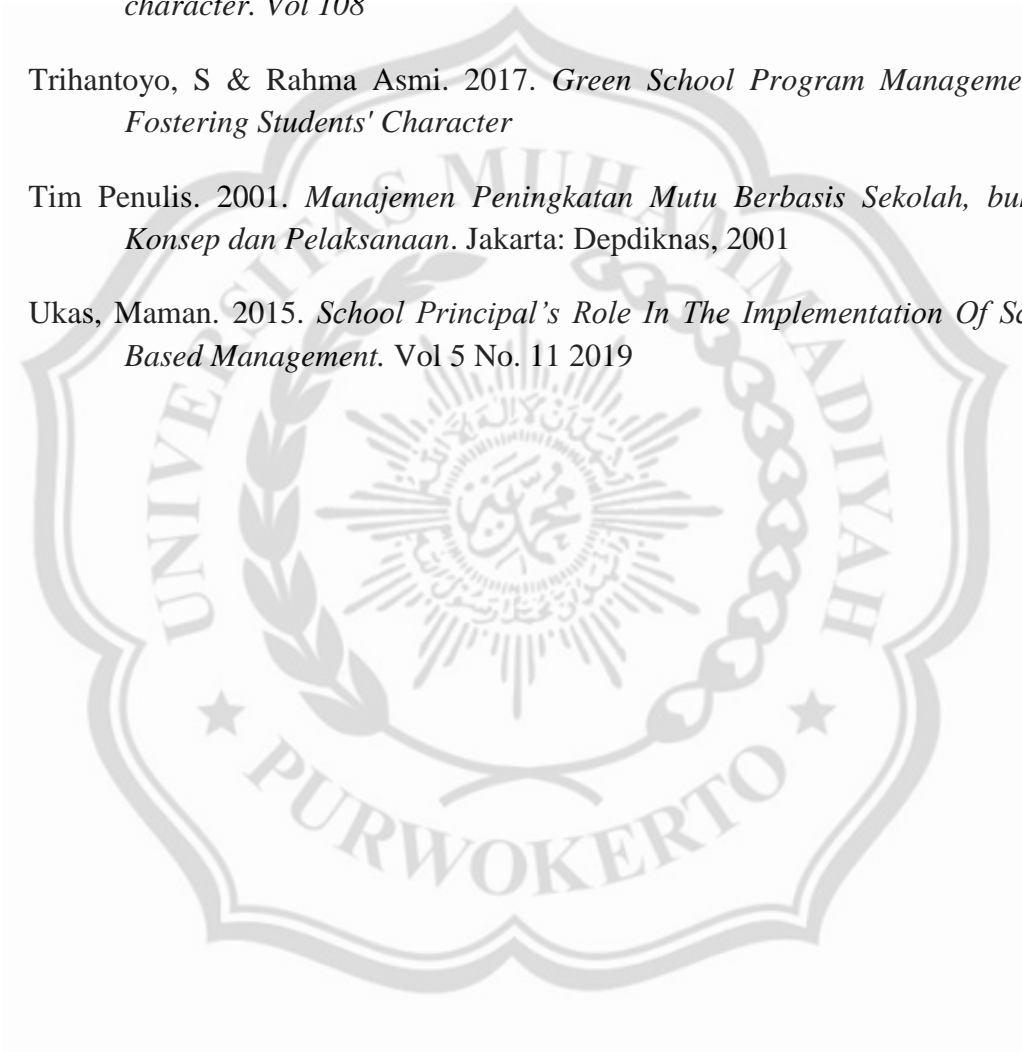 character. Vol 108
Trihantoyo, S & Rahma Asmi. 2017. Green School Program Manageme
Fostering Students' Character
Tim Penulis. 2001. Manajemen Peningkatan Mutu Berbasis Sekolah, bu
Konsep dan Pelaksanaan. Jakarta: Depdiknas, 2001
Ukas, Maman. 2015. School Principal’s Role In The Implementation Of Sc
Based Management. Vol 5 No. 11 2019
UNIVERSITAS MUHAMMADIYAH
PURWOKERTO